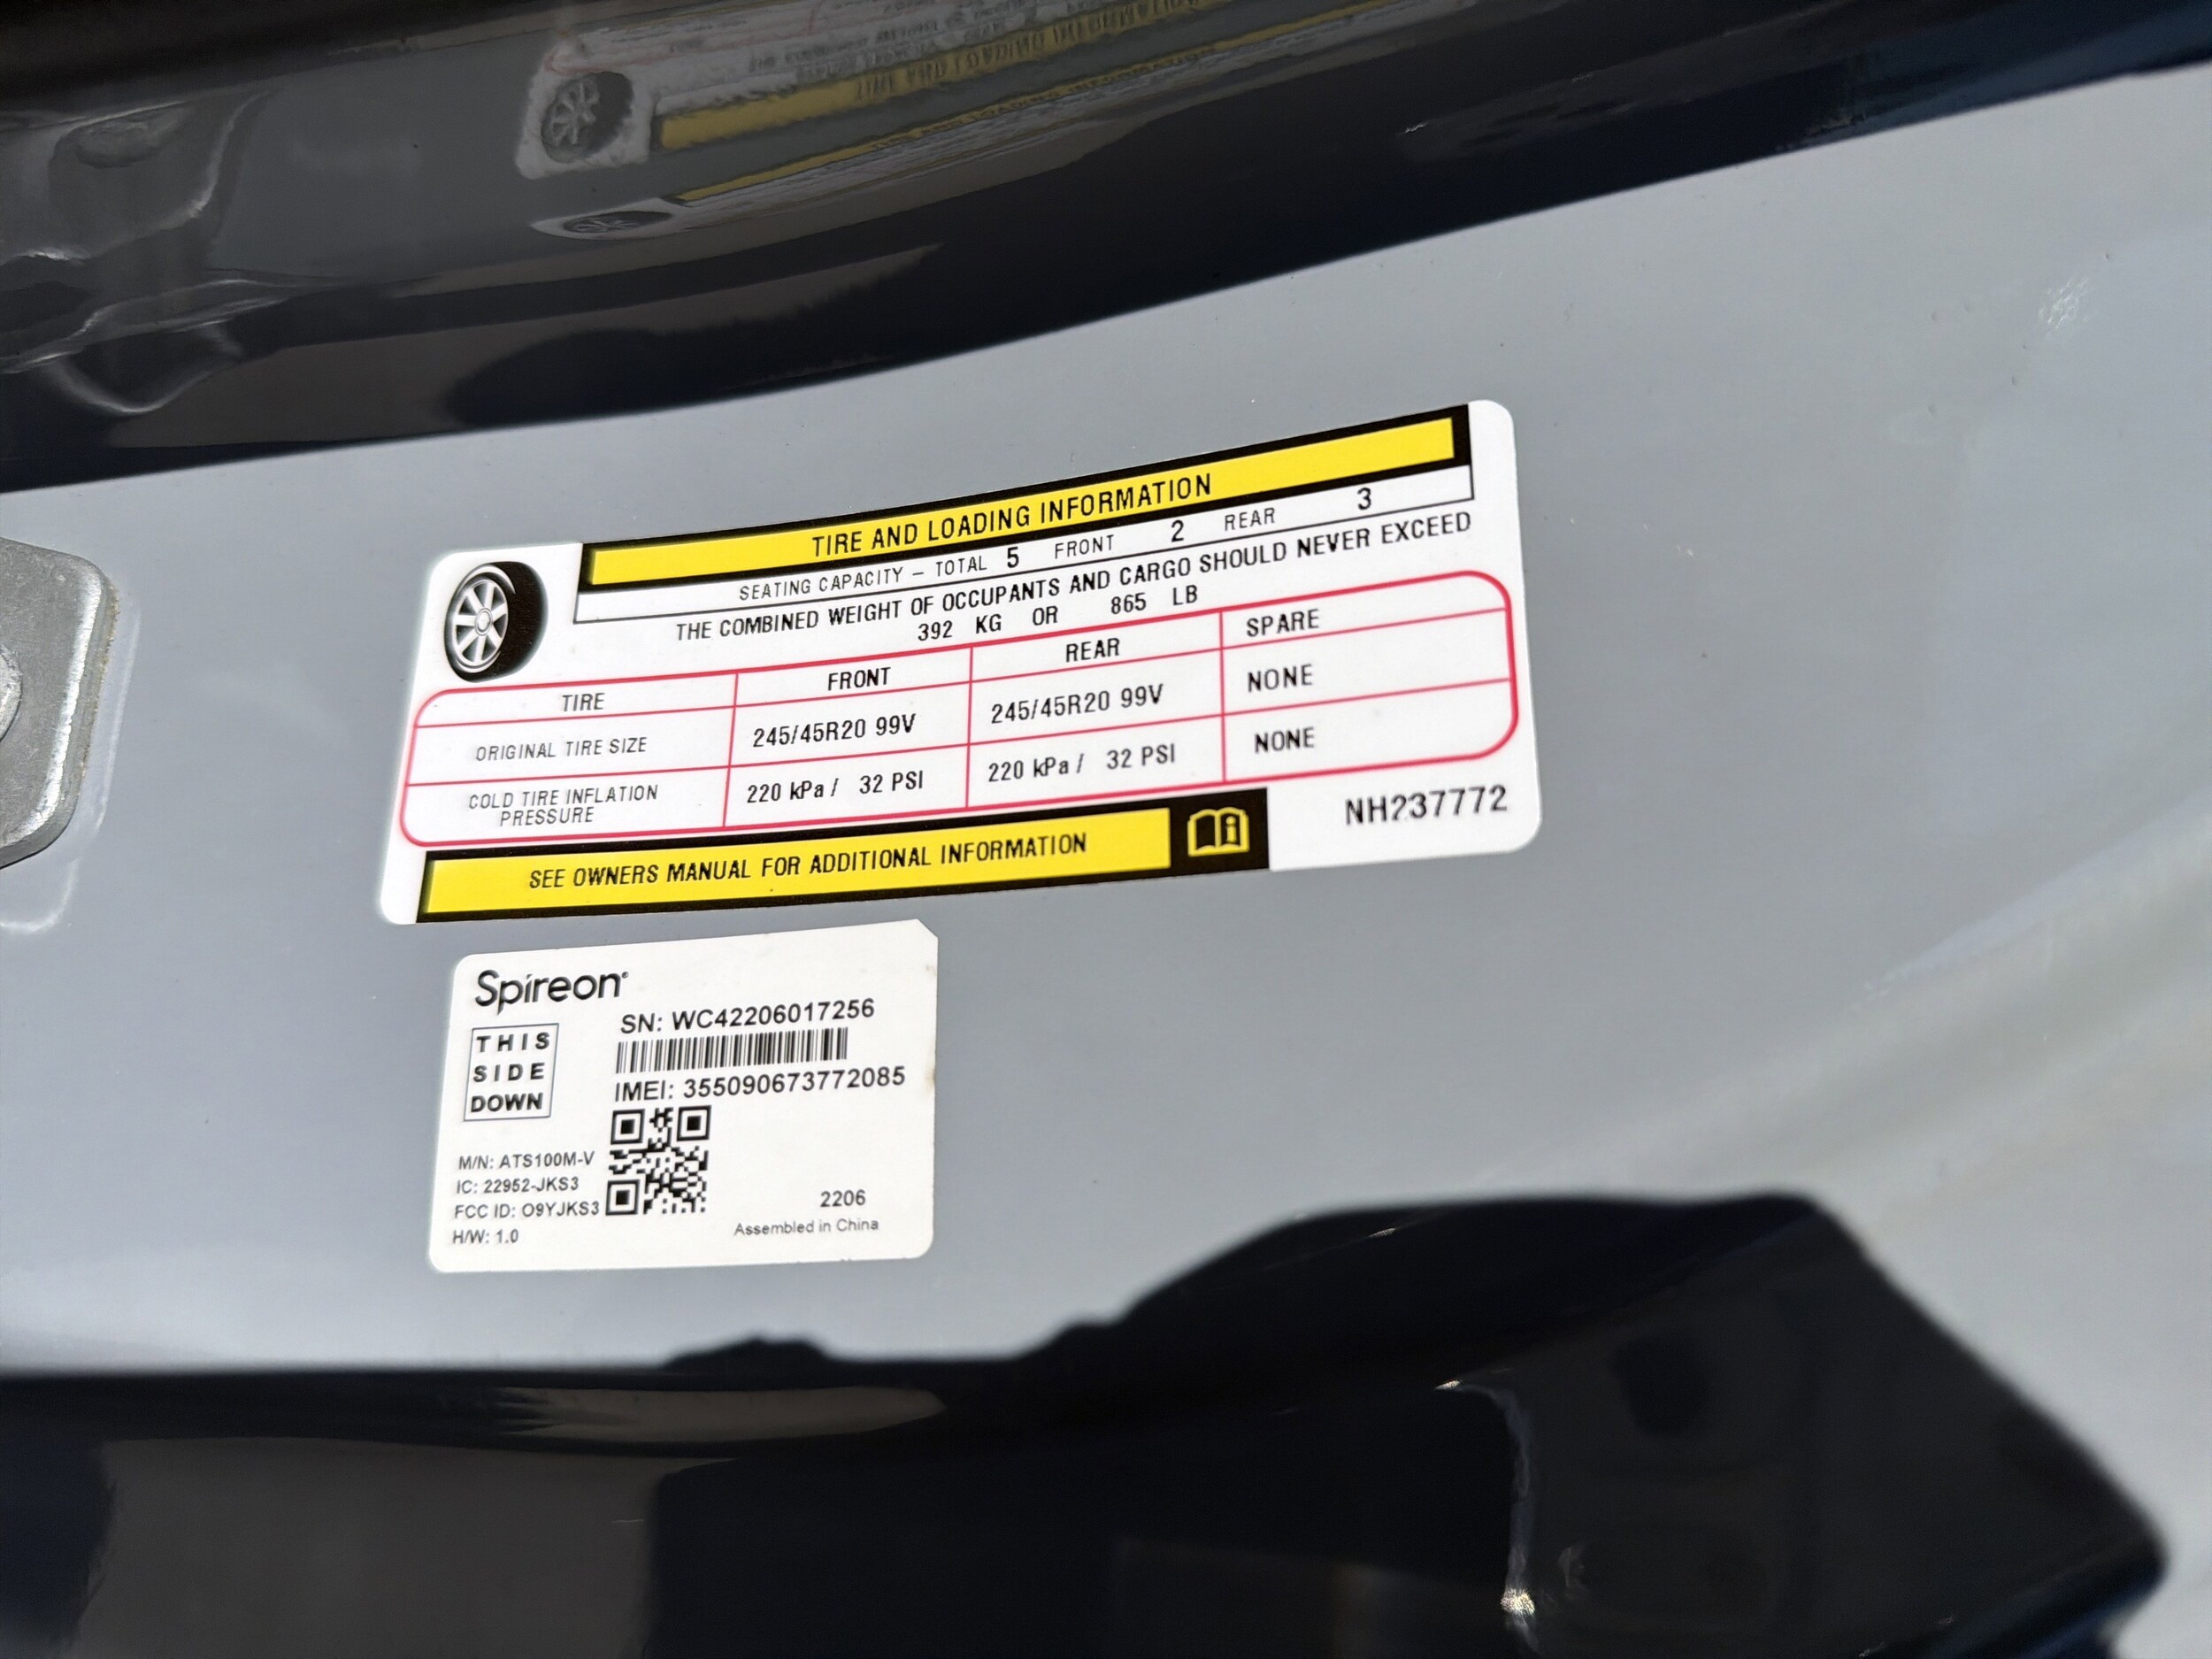 TIRE AND LOADING INFORMATION
SEATING CAPACITY – TOTAL 5 FRONT 2 REAR 3
THE COMBINED WEIGHT OF OCCUPANTS AND CARGO SHOULD NEVER EXCEED
392 KG OR 865 LB
TIRE FRONT REAR SPARE
ORIGINAL TIRE SIZE 245/45R20 99V 245/45R20 99V NONE
COLD TIRE INFLATION PRESSURE 220 kPa / 32 PSI 220 kPa / 32 PSI NONE
SEE OWNERS MANUAL FOR ADDITIONAL INFORMATION
NH237772
Spireon
THIS
SIDE
DOWN
SN: WC42206017256
IMEI: 355090673772085
M/N: ATS100M-V
IC: 22952-JKS3
FCC ID: O9YJKS3
H/W: 1.0
2206
Assembled in China